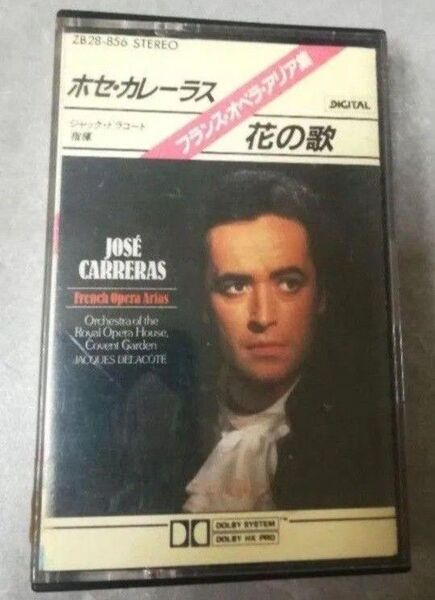 ZB28-856 STEREO
ホセ・カレーラス
フランス・オペラ・アリア集
DIGITAL
ジャック・ドラコート
指揮
花の歌
JOSÉ
CARRERAS
French Opera Arias
Orchestra of the
Royal Opera House,
Covent Garden
JACQUES DELACÔTE
DOLBY SYSTEM
DOLBY HX PRO
TM